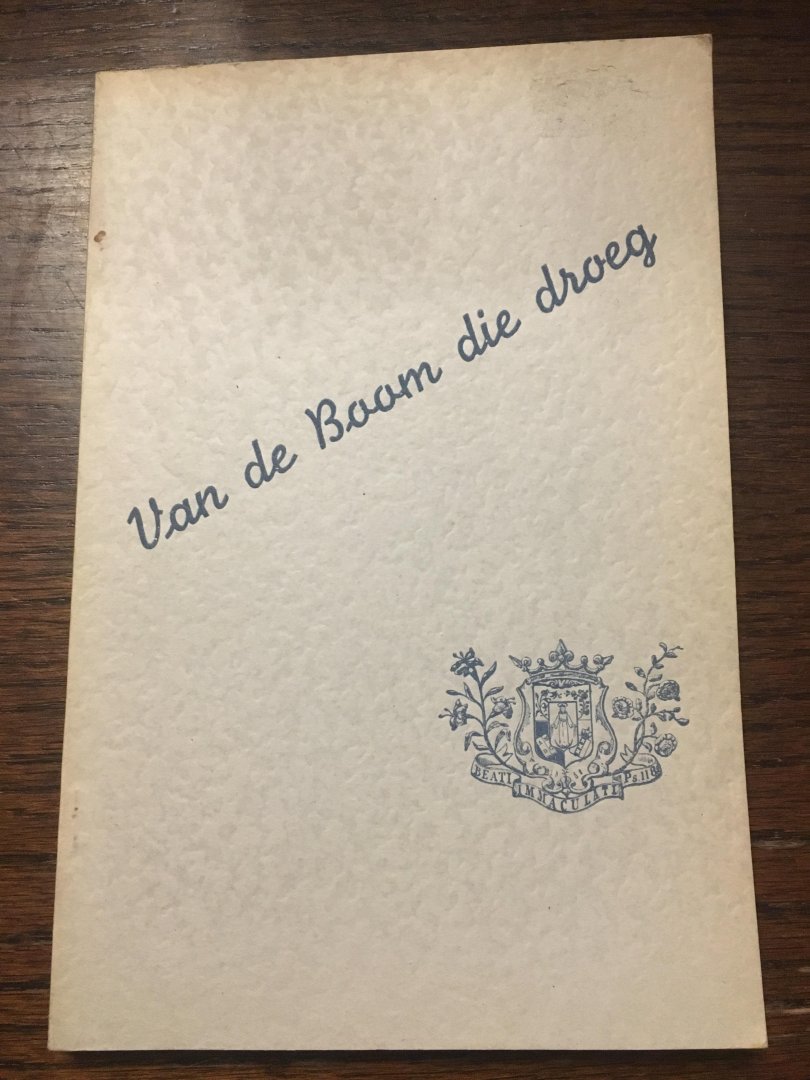 Van de Boom die droeg
BEATI IMMACULATI Ps 118